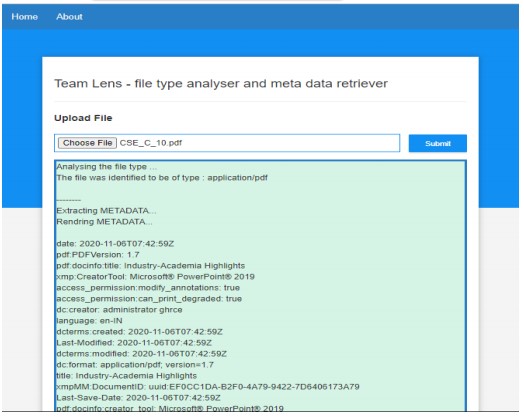 Home About
Team Lens - file type analyser and meta data retriever
Upload File
Choose File CSE_C_10.pdf Submit
Analysing the file type ...
The file was identified to be of type : application/pdf
--------
Extracting METADATA...
Rendring METADATA...
date: 2020-11-06T07:42:59Z
pdf:PDFVersion: 1.7
pdf:docinfo:title: Industry-Academia Highlights
xmp:CreatorTool: Microsoft® PowerPoint® 2019
access_permission:modify_annotations: true
access_permission:can_print_degraded: true
dc:creator: administrator ghrce
language: en-IN
dcterms:created: 2020-11-06T07:42:59Z
Last-Modified: 2020-11-06T07:42:59Z
dcterms:modified: 2020-11-06T07:42:59Z
dc:format: application/pdf; version=1.7
title: Industry-Academia Highlights
xmpMM:DocumentID: uuid:EF0CC1DA-B2F0-4A79-9422-7D6406173A79
Last-Save-Date: 2020-11-06T07:42:59Z
pdf:docinfo:creator_tool: Microsoft® PowerPoint® 2019